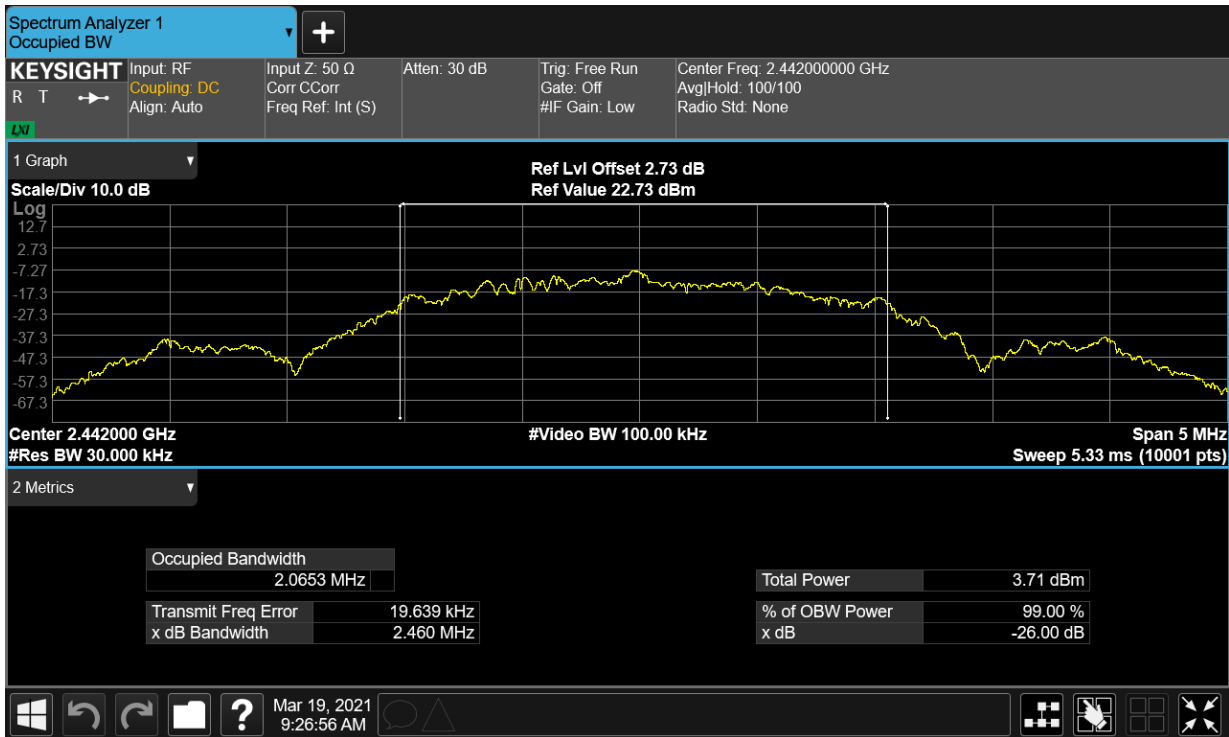 Spectrum Analyzer 1
Occupied BW
KEYSIGHT
R T
LXI
Input: RF
Coupling: DC
Align: Auto
Input Z: 50 Ω
Corr CCorr
Freq Ref: Int (S)
Atten: 30 dB
Trig: Free Run
Gate: Off
#IF Gain: Low
Center Freq: 2.442000000 GHz
Avg|Hold: 100/100
Radio Std: None
1 Graph
Scale/Div 10.0 dB
Ref Lvl Offset 2.73 dB
Ref Value 22.73 dBm
Log
12.7
2.73
-7.27
-17.3
-27.3
-37.3
-47.3
-57.3
-67.3
Center 2.442000 GHz
#Res BW 30.000 kHz
#Video BW 100.00 kHz
Span 5 MHz
Sweep 5.33 ms (10001 pts)
2 Metrics
Occupied Bandwidth
2.0653 MHz
Transmit Freq Error 19.639 kHz
x dB Bandwidth 2.460 MHz
Total Power 3.71 dBm
% of OBW Power 99.00 %
x dB -26.00 dB
?
Mar 19, 2021
9:26:56 AM